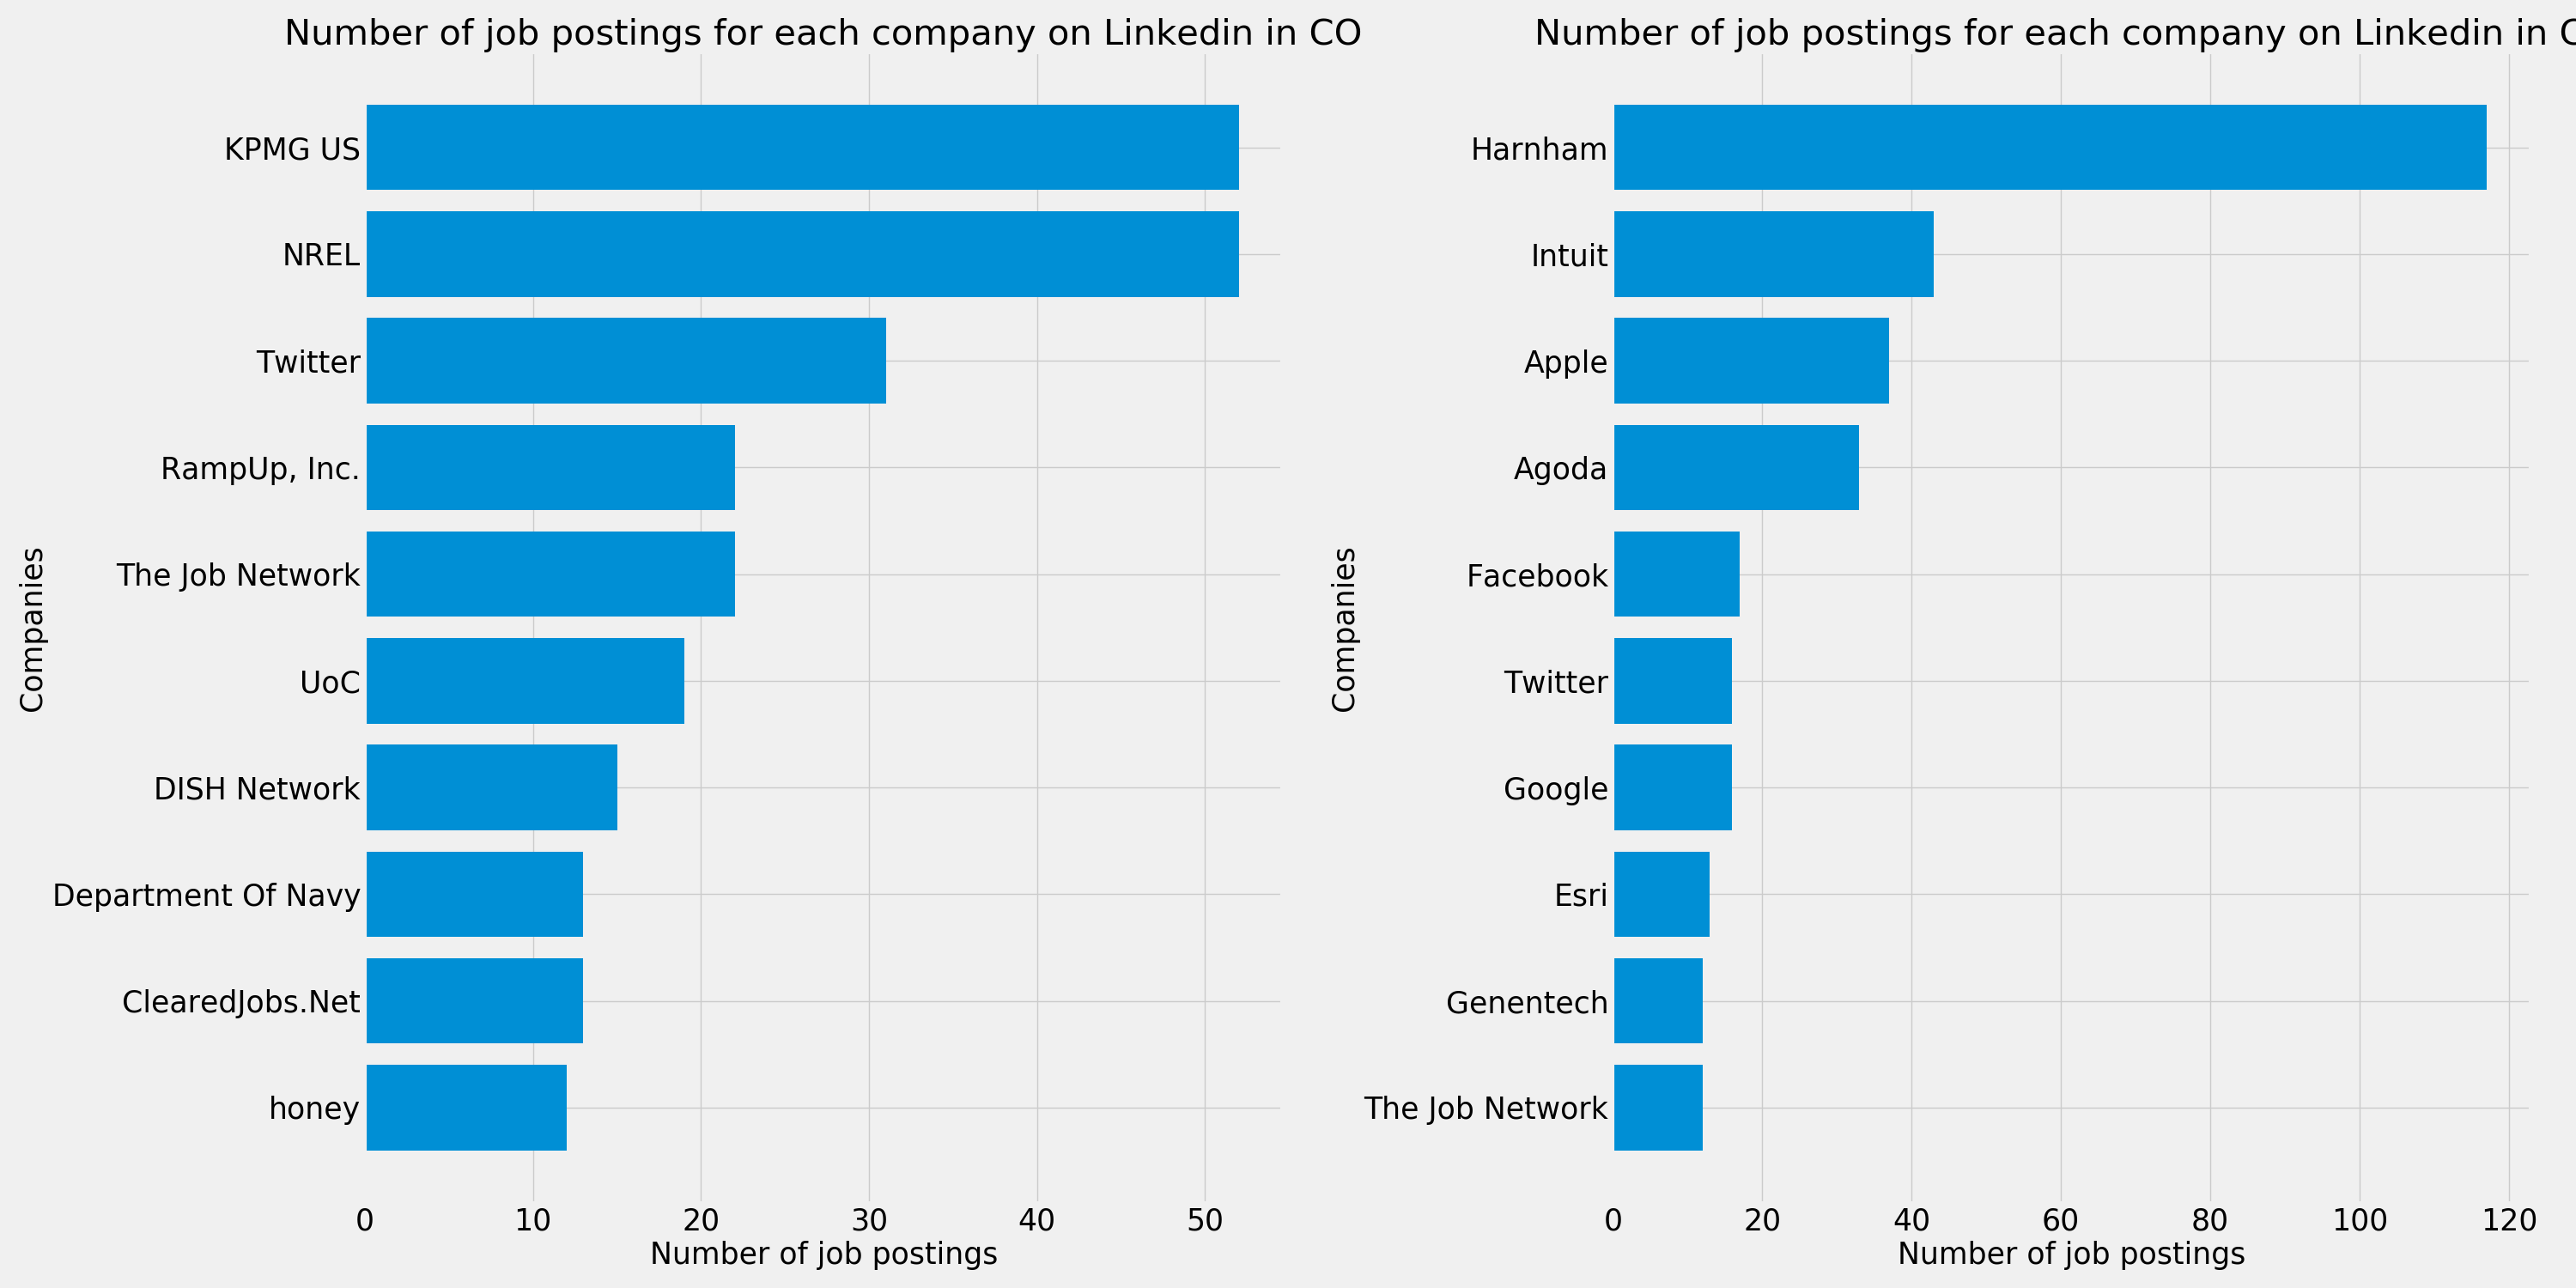 Number of job postings for each company on Linkedin in CO
Companies
KPMG US
NREL
Twitter
RampUp, Inc.
The Job Network
UoC
DISH Network
Department Of Navy
ClearedJobs.Net
honey
0 10 20 30 40 50
Number of job postings
Number of job postings for each company on Linkedin in
Companies
Harnham
Intuit
Apple
Agoda
Facebook
Twitter
Google
Esri
Genentech
The Job Network
0 20 40 60 80 100 120
Number of job postings